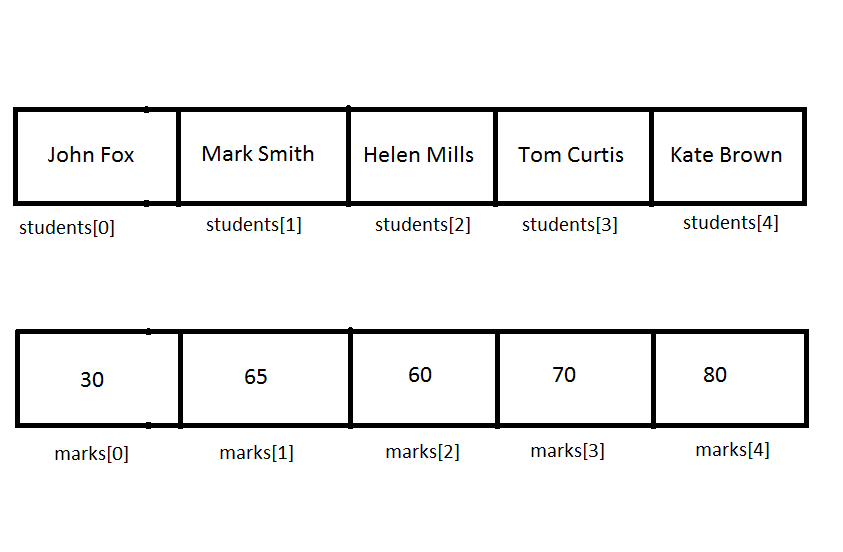 John Fox Mark Smith Helen Mills Tom Curtis Kate Brown
students[0] students[1] students[2] students[3] students[4]
30 65 60 70 80
marks[0] marks[1] marks[2] marks[3] marks[4]